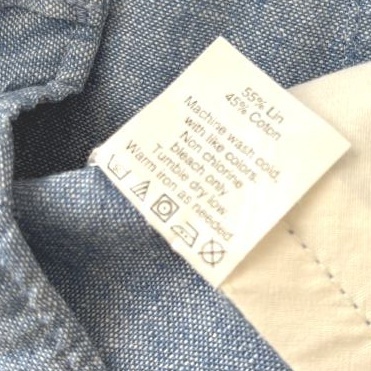 55% Lin
45% Coton
Machine wash cold,
with like colors.
Non chlorine
bleach only.
Tumble dry low.
Warm iron as needed